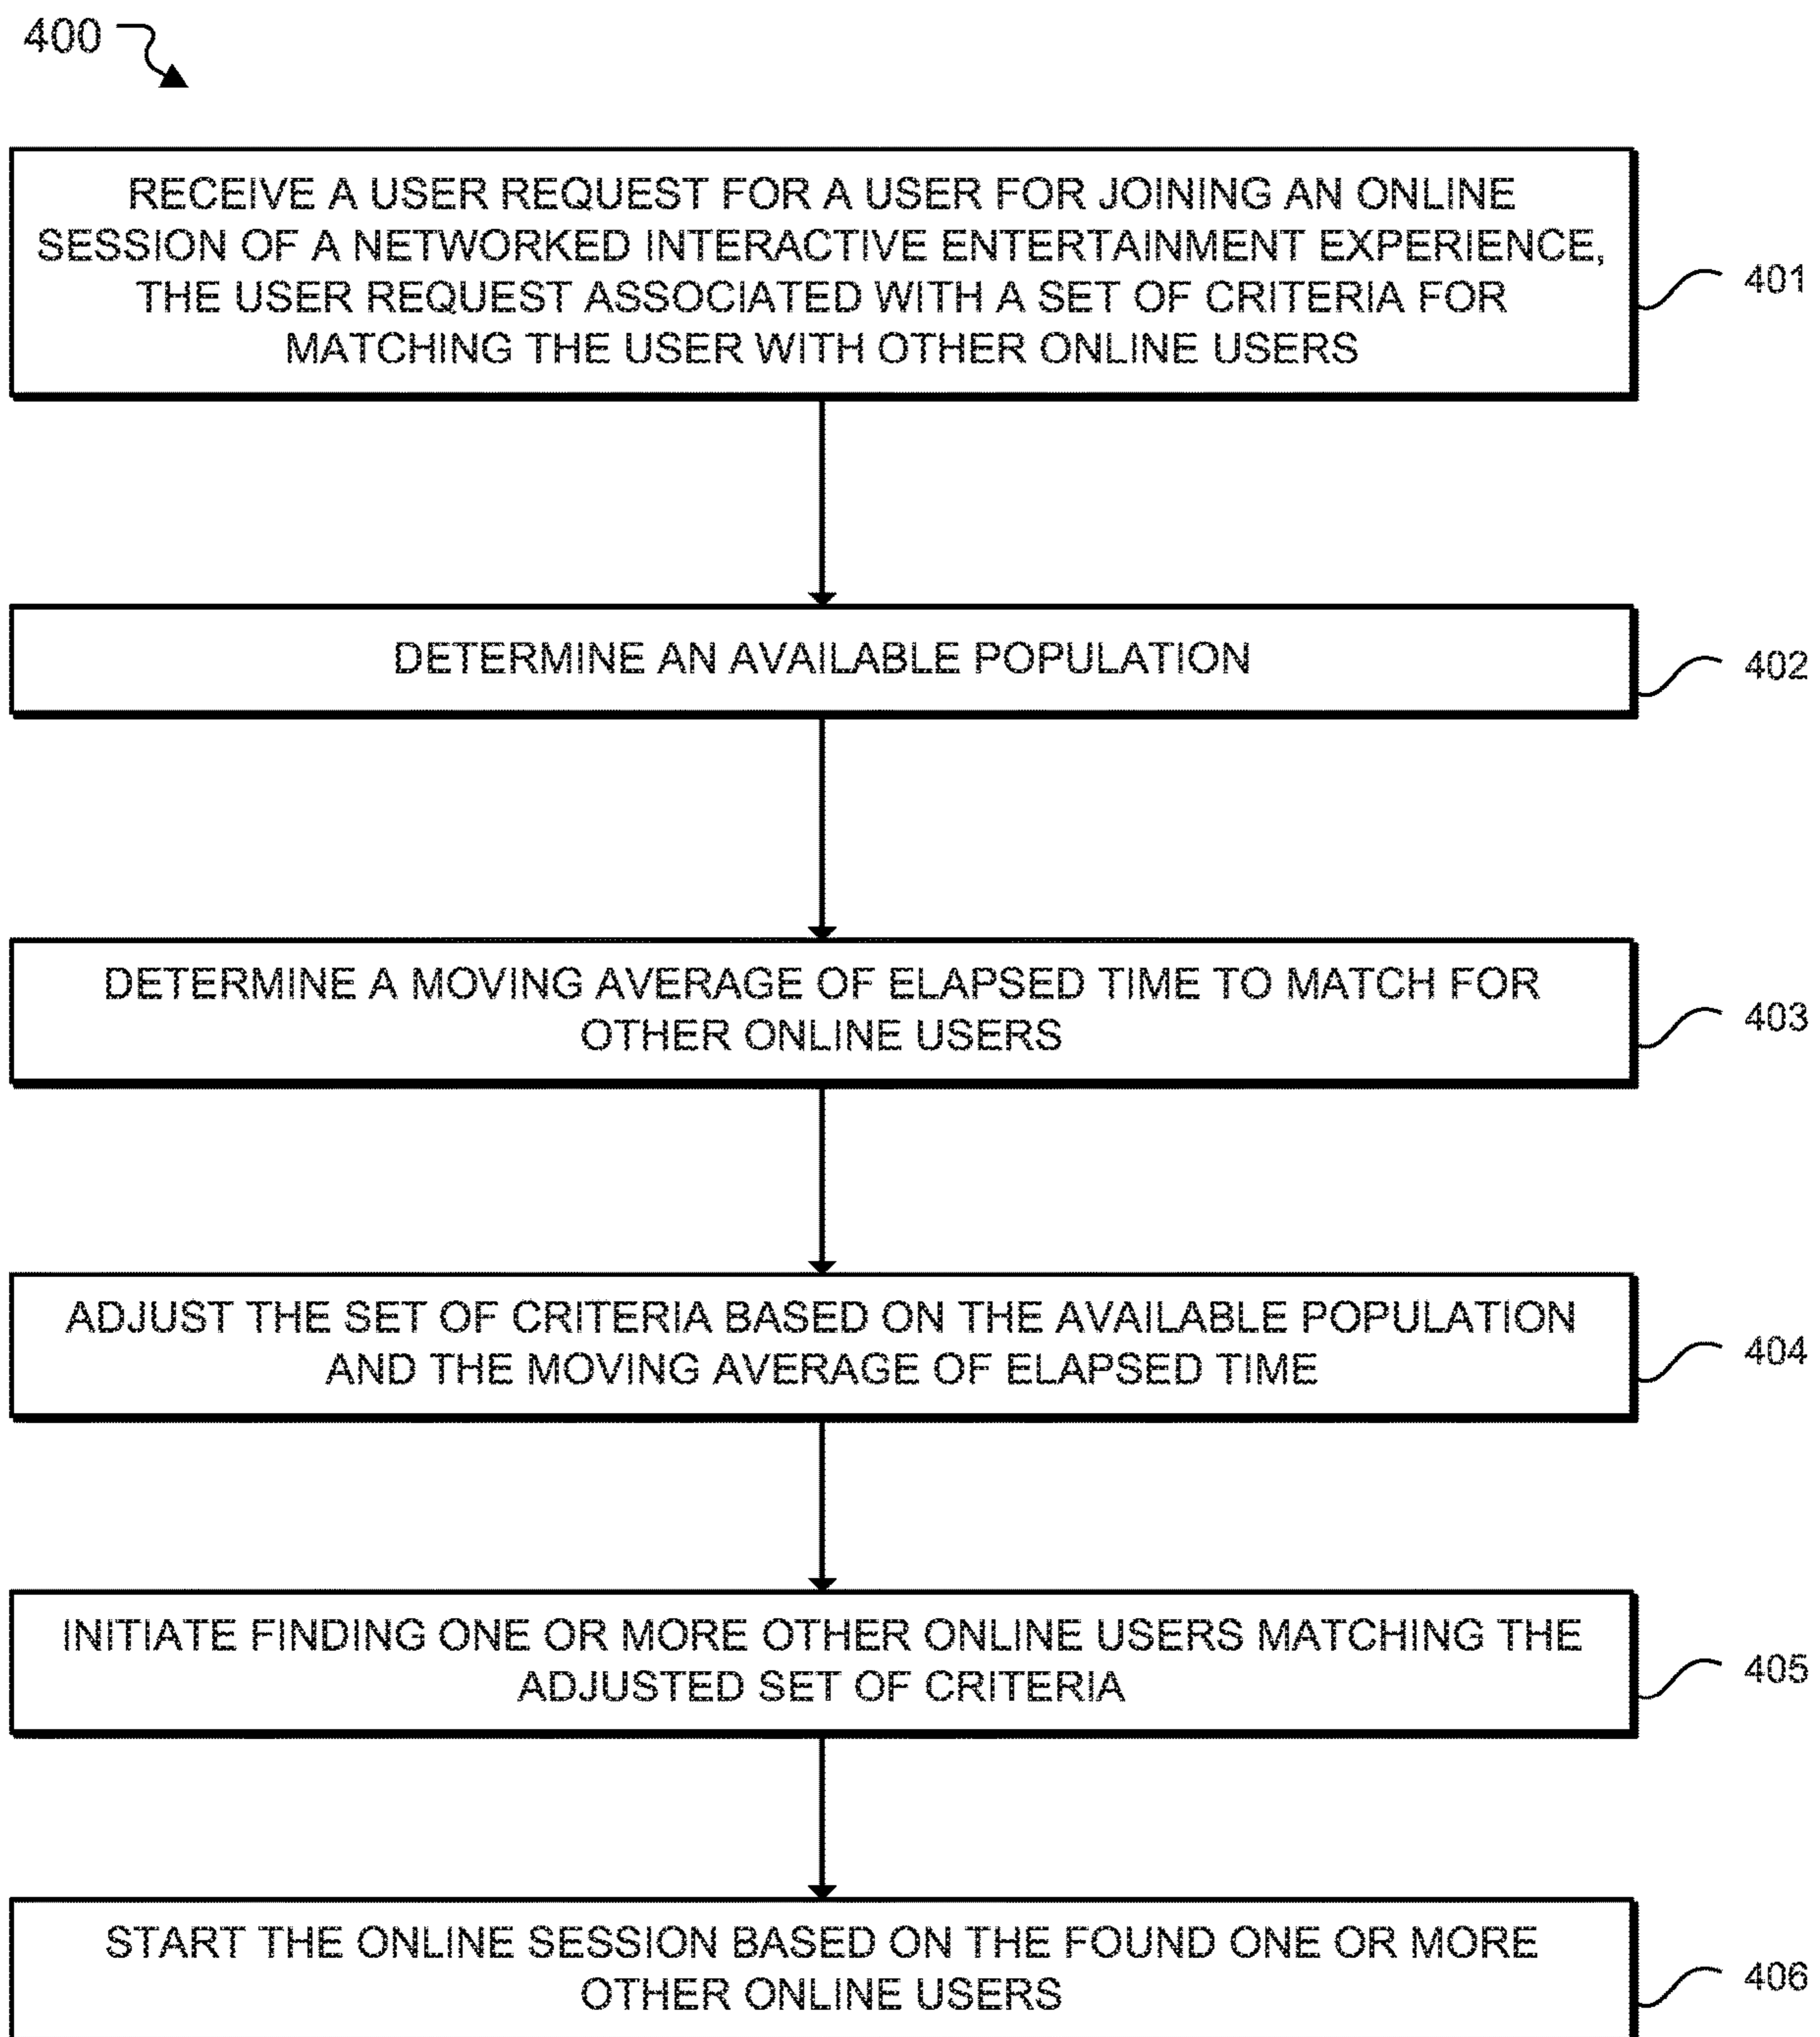 400
RECEIVE A USER REQUEST FOR A USER FOR JOINING AN ONLINE
SESSION OF A NETWORKED INTERACTIVE ENTERTAINMENT EXPERIENCE,
THE USER REQUEST ASSOCIATED WITH A SET OF CRITERIA FOR
MATCHING THE USER WITH OTHER ONLINE USERS
401
DETERMINE AN AVAILABLE POPULATION
402
DETERMINE A MOVING AVERAGE OF ELAPSED TIME TO MATCH FOR
OTHER ONLINE USERS
403
ADJUST THE SET OF CRITERIA BASED ON THE AVAILABLE POPULATION
AND THE MOVING AVERAGE OF ELAPSED TIME
404
INITIATE FINDING ONE OR MORE OTHER ONLINE USERS MATCHING THE
ADJUSTED SET OF CRITERIA
405
START THE ONLINE SESSION BASED ON THE FOUND ONE OR MORE
OTHER ONLINE USERS
406